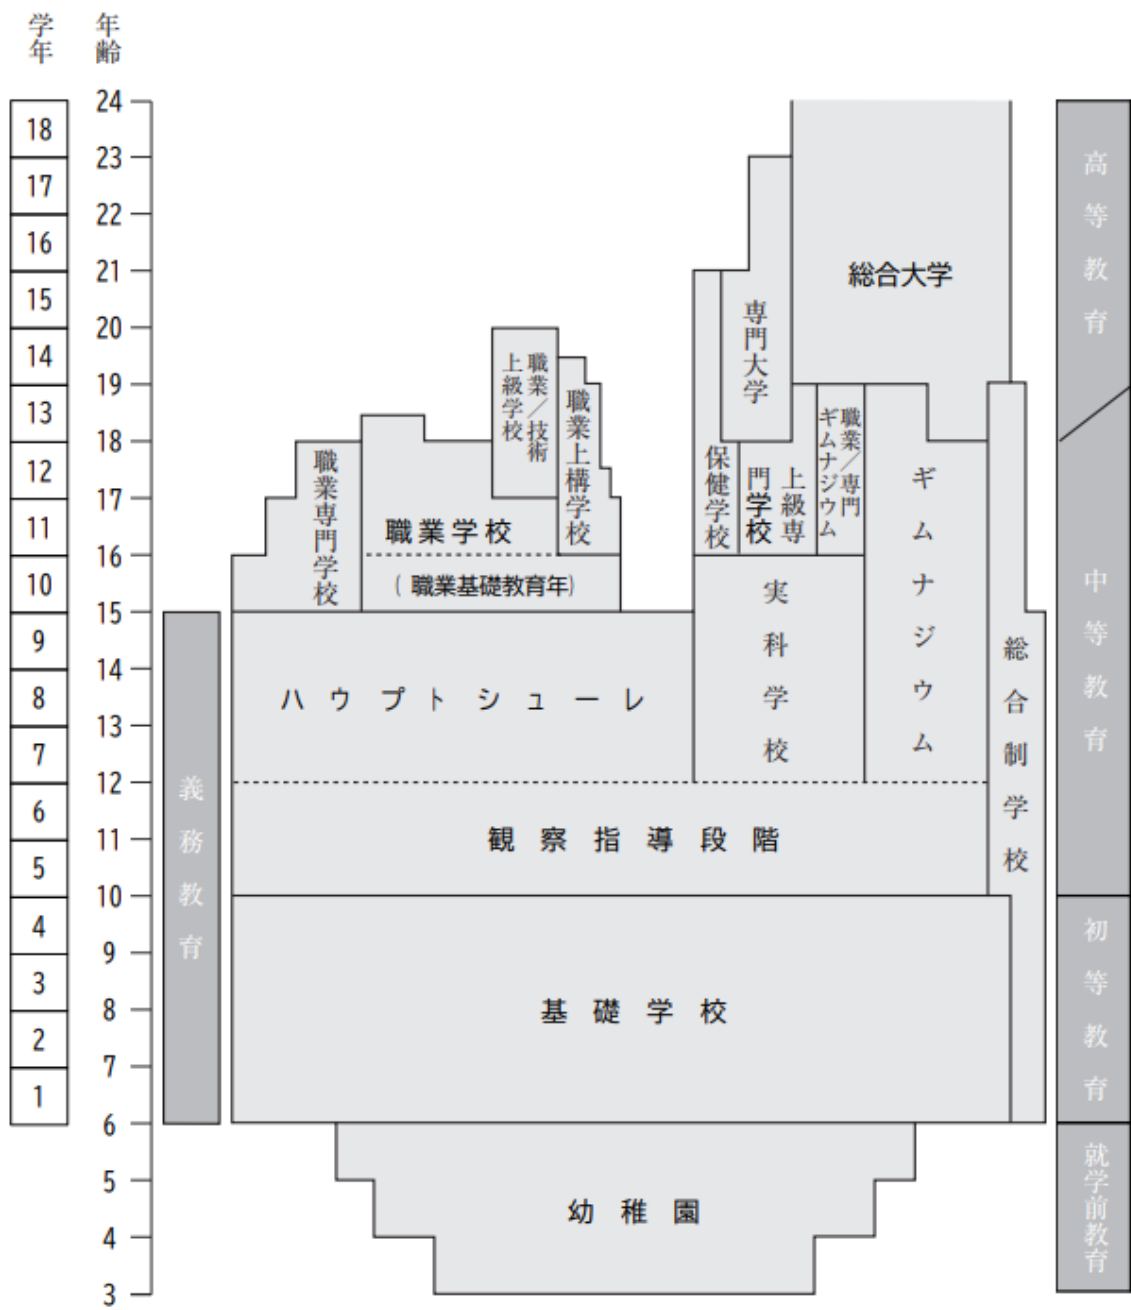 学年
年齢
18
17
16
15
14
13
12
11
10
9
8
7
6
5
4
3
2
1
24
23
22
21
20
19
18
17
16
15
14
13
12
11
10
9
8
7
6
5
4
3
義務教育
総合大学
専門大学
職業/技術
上級学校
職業上構学校
職業専門学校
職業学校
(職業基礎教育年)
保健学校
上級専
門学校
職業/専門
ギムナジウム
ギムナジウム
実科学校
総合制学校
ハウプトシューレ
観察指導段階
基礎学校
幼稚園
高等教育
中等教育
初等教育
就学前教育